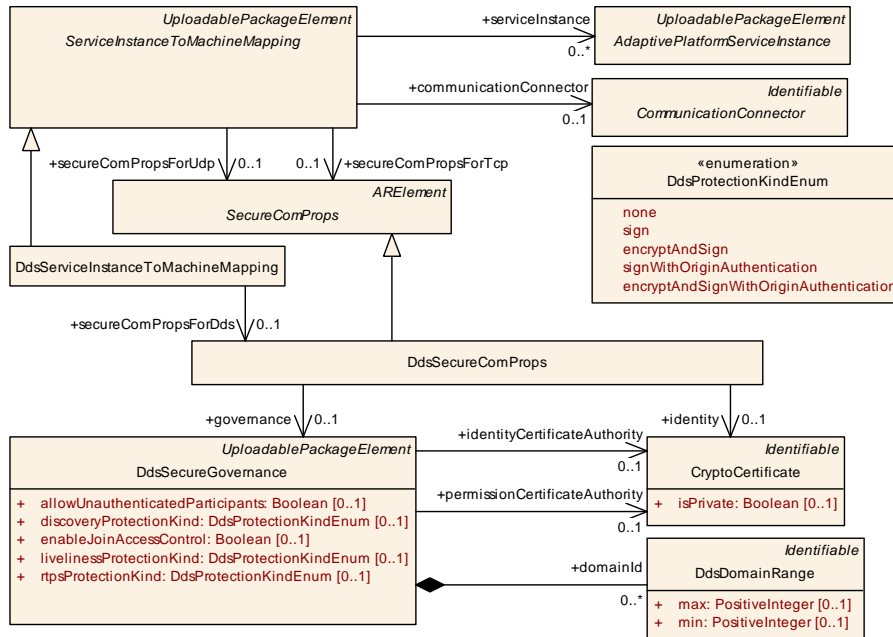 UploadablePackageElement
ServiceInstanceToMachineMapping
+serviceInstance
0..*
UploadablePackageElement
AdaptivePlatformServiceInstance
+communicationConnector
0..1
Identifiable
CommunicationConnector
+secureComPropsForUdp
0..1
0..1
+secureComPropsForTcp
ARElement
SecureComProps
«enumeration»
DdsProtectionKindEnum
none
sign
encryptAndSign
signWithOriginAuthentication
encryptAndSignWithOriginAuthentication
DdsServiceInstanceToMachineMapping
+secureComPropsForDds
0..1
DdsSecureComProps
+governance
0..1
+identity
0..1
UploadablePackageElement
DdsSecureGovernance
+ allowUnauthenticatedParticipants: Boolean [0..1]
+ discoveryProtectionKind: DdsProtectionKindEnum [0..1]
+ enableJoinAccessControl: Boolean [0..1]
+ livelinessProtectionKind: DdsProtectionKindEnum [0..1]
+ rtpsProtectionKind: DdsProtectionKindEnum [0..1]
+identityCertificateAuthority
0..1
+permissionCertificateAuthority
0..1
Identifiable
CryptoCertificate
+ isPrivate: Boolean [0..1]
+domainId
0..*
Identifiable
DdsDomainRange
+ max: PositiveInteger [0..1]
+ min: PositiveInteger [0..1]